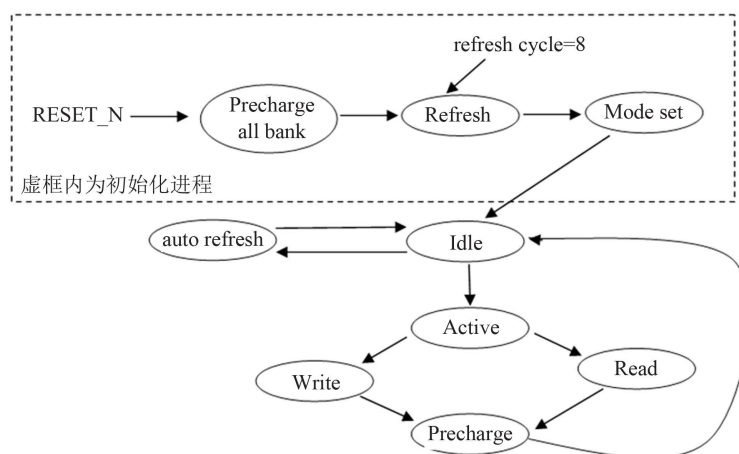 refresh cycle=8
RESET_N
Precharge
all bank
Refresh
Mode set
虚框内为初始化进程
auto refresh
Idle
Active
Write
Read
Precharge